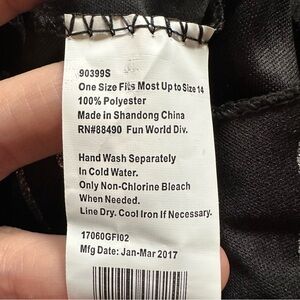 90399S
One Size Fits Most Up to Size 14
100% Polyester
Made in Shandong China
RN#88490 Fun World Div.
Hand Wash Separately
In Cold Water.
Only Non-Chlorine Bleach
When Needed.
Line Dry. Cool Iron If Necessary.
17060GFI02
Mfg Date: Jan-Mar 2017